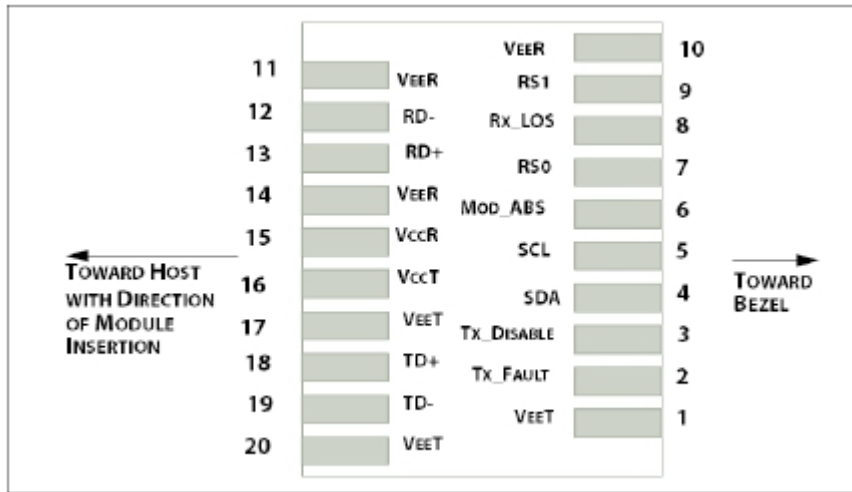 11 VEER
12 RD-
13 RD+
14 VEER
15 VCCR
16 VCCT
17 VEET
18 TD+
19 TD-
20 VEET
TOWARD HOST
WITH DIRECTION
OF MODULE
INSERTION
VEER 10
RS1 9
RX_LOS 8
RS0 7
MOD_ABS 6
SCL 5
SDA 4
TX_DISABLE 3
TX_FAULT 2
VEET 1
TOWARD
BEZEL